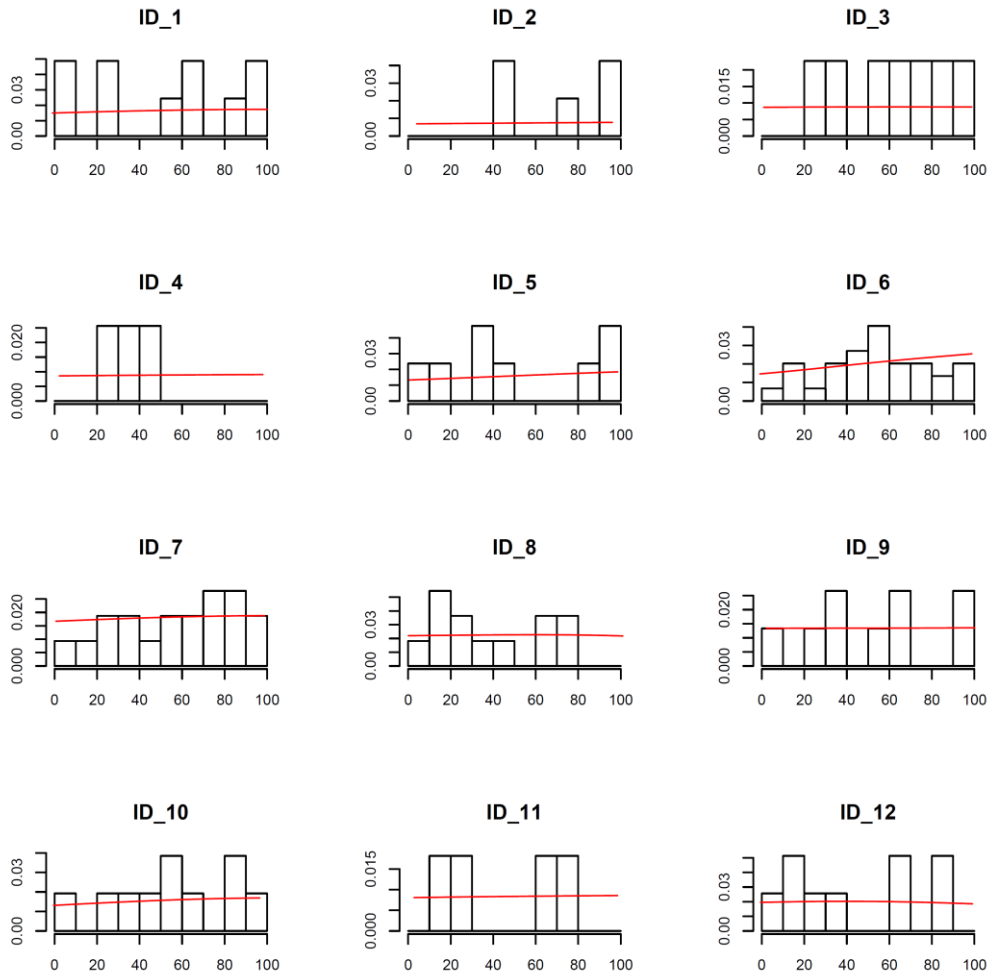 ID_1 ID_2 ID_3
0.00 0.03 0.00 0.03 0.000 0.015
0 20 40 60 80 100 0 20 40 60 80 100 0 20 40 60 80 100
ID_4 ID_5 ID_6
0.000 0.020 0.00 0.03 0.00 0.03
0 20 40 60 80 100 0 20 40 60 80 100 0 20 40 60 80 100
ID_7 ID_8 ID_9
0.000 0.020 0.00 0.03 0.000 0.020
0 20 40 60 80 100 0 20 40 60 80 100 0 20 40 60 80 100
ID_10 ID_11 ID_12
0.00 0.03 0.000 0.015 0.00 0.03
0 20 40 60 80 100 0 20 40 60 80 100 0 20 40 60 80 100